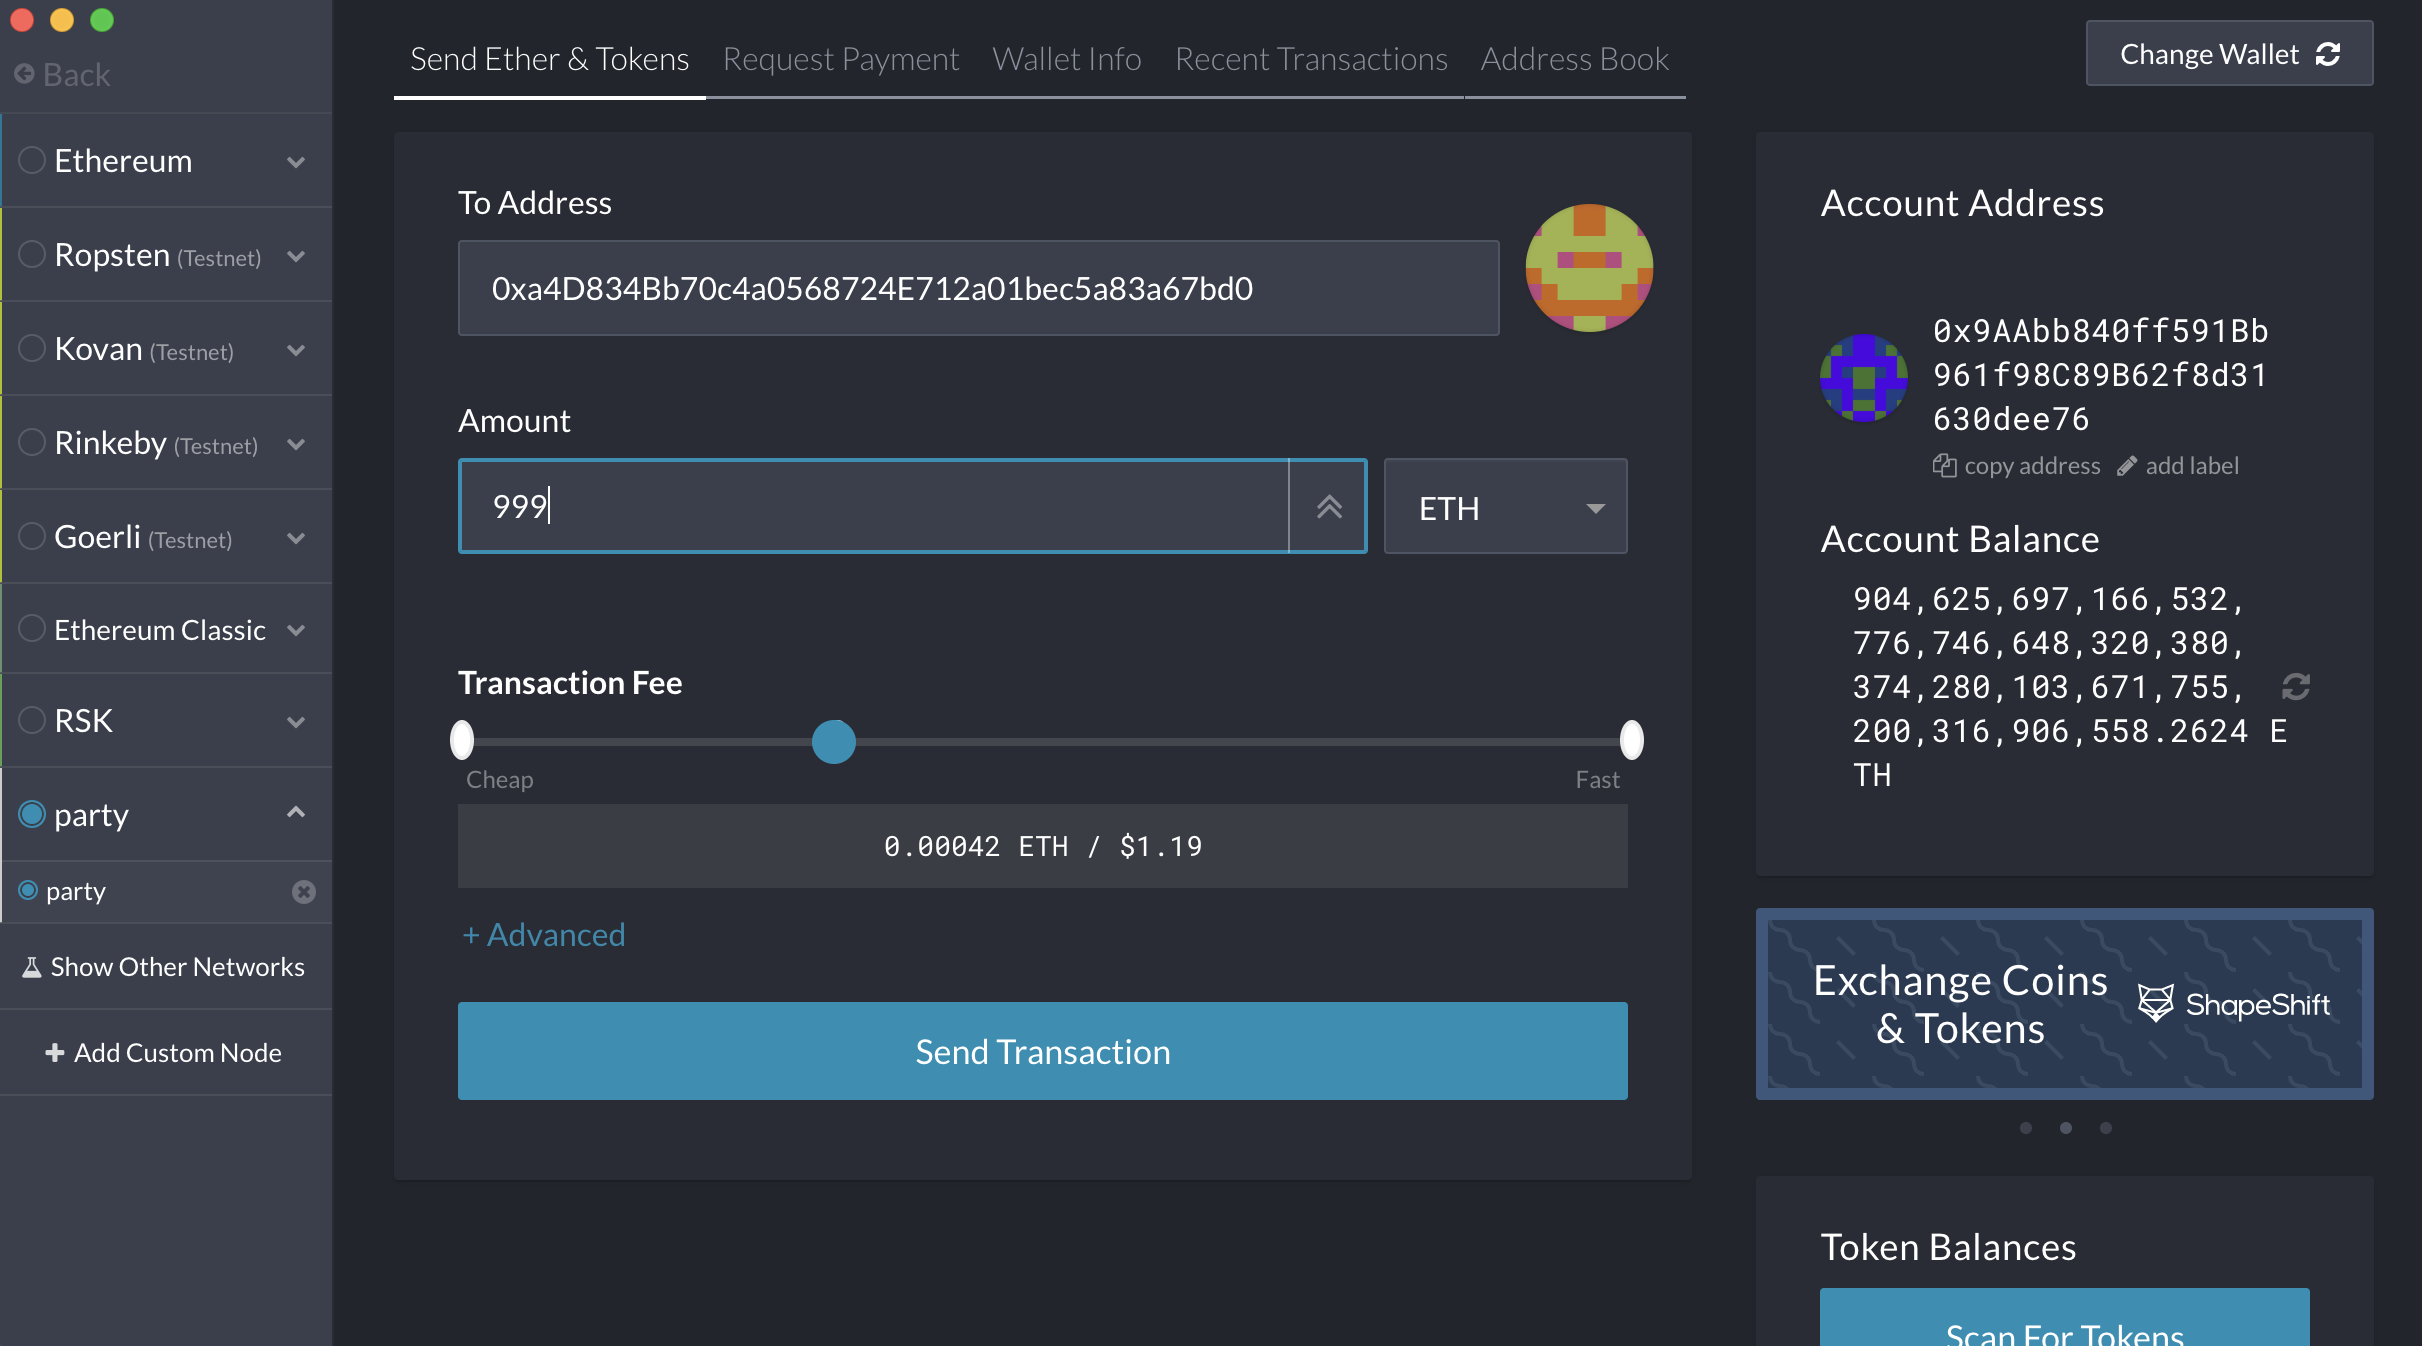 Back
Ethereum
Ropsten (Testnet)
Kovan (Testnet)
Rinkeby (Testnet)
Goerli (Testnet)
Ethereum Classic
RSK
party
party
Show Other Networks
Add Custom Node
Send Ether & Tokens
Request Payment
Wallet Info
Recent Transactions
Address Book
Change Wallet
To Address
0xa4D834Bb70c4a0568724E712a01bec5a83a67bd0
Amount
999
ETH
Transaction Fee
Cheap
Fast
0.00042 ETH / $1.19
+ Advanced
Send Transaction
Account Address
0x9AAbb840ff591Bb
961f98C89B62f8d31
630dee76
copy address
add label
Account Balance
904,625,697,166,532,
776,746,648,320,380,
374,280,103,671,755,
200,316,906,558.2624 E
TH
Exchange Coins
& Tokens
ShapeShift
Token Balances
Scan For Tokens